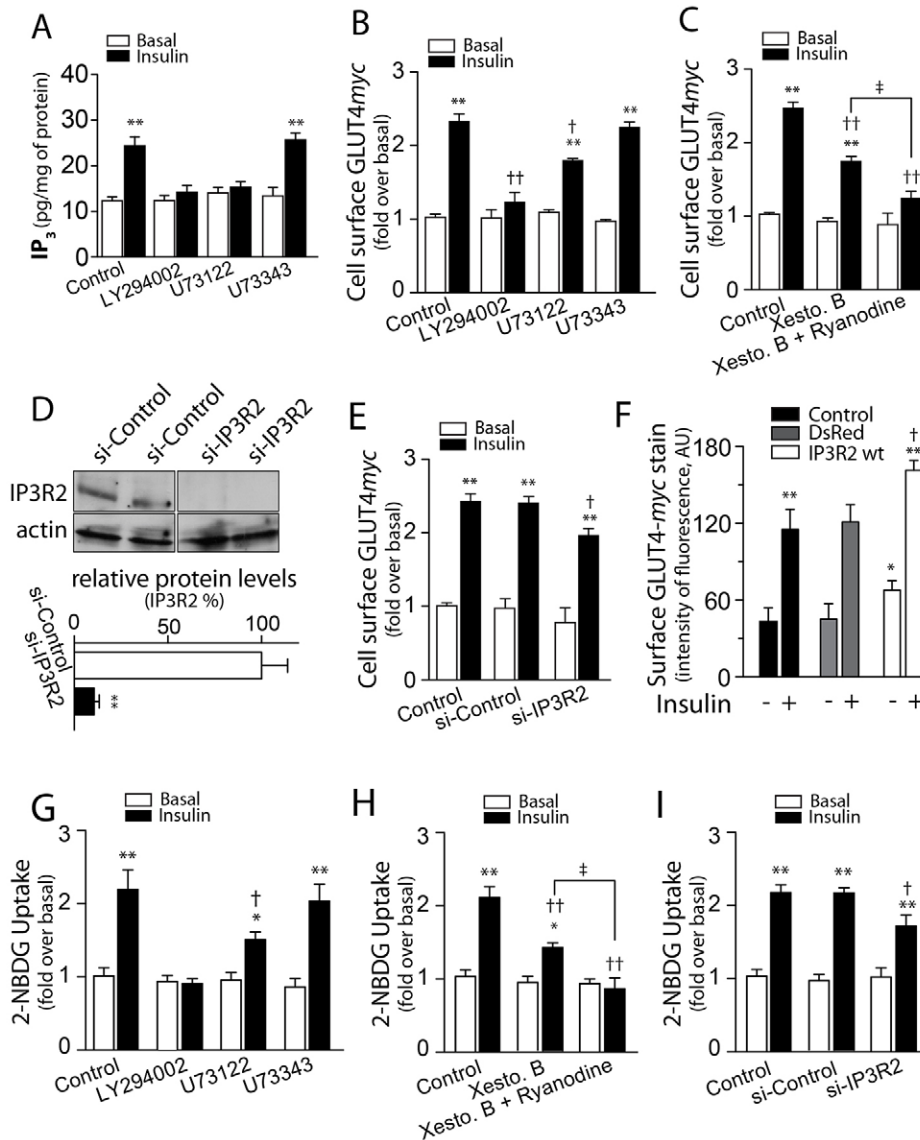 A
Basal
Insulin
IP3 (pg/mg of protein)
40
30
20
10
0
** **
Control
LY294002
U73122
U73343
B
Basal
Insulin
Cell surface GLUT4myc
(fold over basal)
3
2
1
0
** †† † ** **
Control
LY294002
U73122
U73343
C
Basal
Insulin
Cell surface GLUT4myc
(fold over basal)
3
2
1
0
** †† ** ‡ ††
Control
Xesto. B
Xesto. B + Ryanodine
D
si-Control
si-Control
si-IP3R2
si-IP3R2
IP3R2
actin
relative protein levels
(IP3R2 %)
0 50 100
si-Control
si-IP3R2
**
E
Basal
Insulin
Cell surface GLUT4myc
(fold over basal)
3
2
1
0
** ** † **
Control
si-Control
si-IP3R2
F
Control
DsRed
IP3R2 wt
Surface GLUT4-myc stain
(intensity of fluorescence, AU)
180
120
60
0
** * † **
Insulin - + - + - +
G
Basal
Insulin
2-NBDG Uptake
(fold over basal)
3
2
1
0
** † * **
Control
LY294002
U73122
U73343
H
Basal
Insulin
2-NBDG Uptake
(fold over basal)
3
2
1
0
** †† * ‡ ††
Control
Xesto. B
Xesto. B + Ryanodine
I
Basal
Insulin
2-NBDG Uptake
(fold over basal)
3
2
1
0
** ** † **
Control
si-Control
si-IP3R2